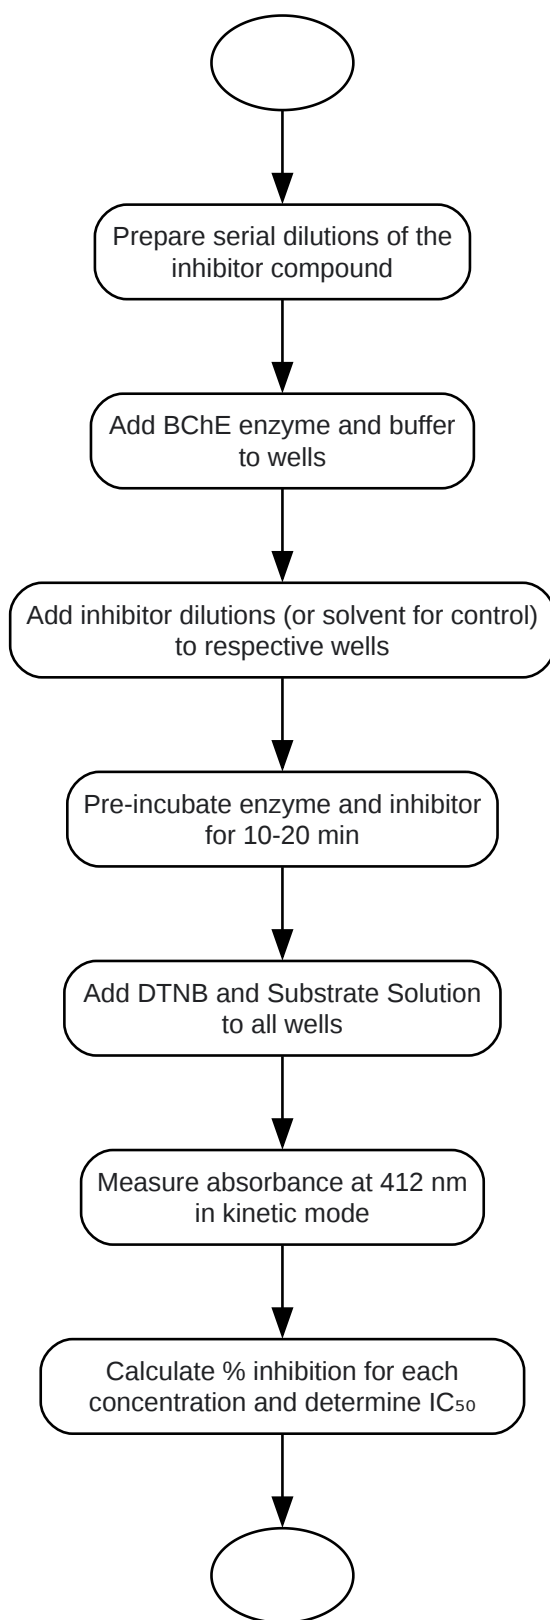 Prepare serial dilutions of the
inhibitor compound
Add BChE enzyme and buffer
to wells
Add inhibitor dilutions (or solvent for control)
to respective wells
Pre-incubate enzyme and inhibitor
for 10-20 min
Add DTNB and Substrate Solution
to all wells
Measure absorbance at 412 nm
in kinetic mode
Calculate % inhibition for each
concentration and determine IC₅₀